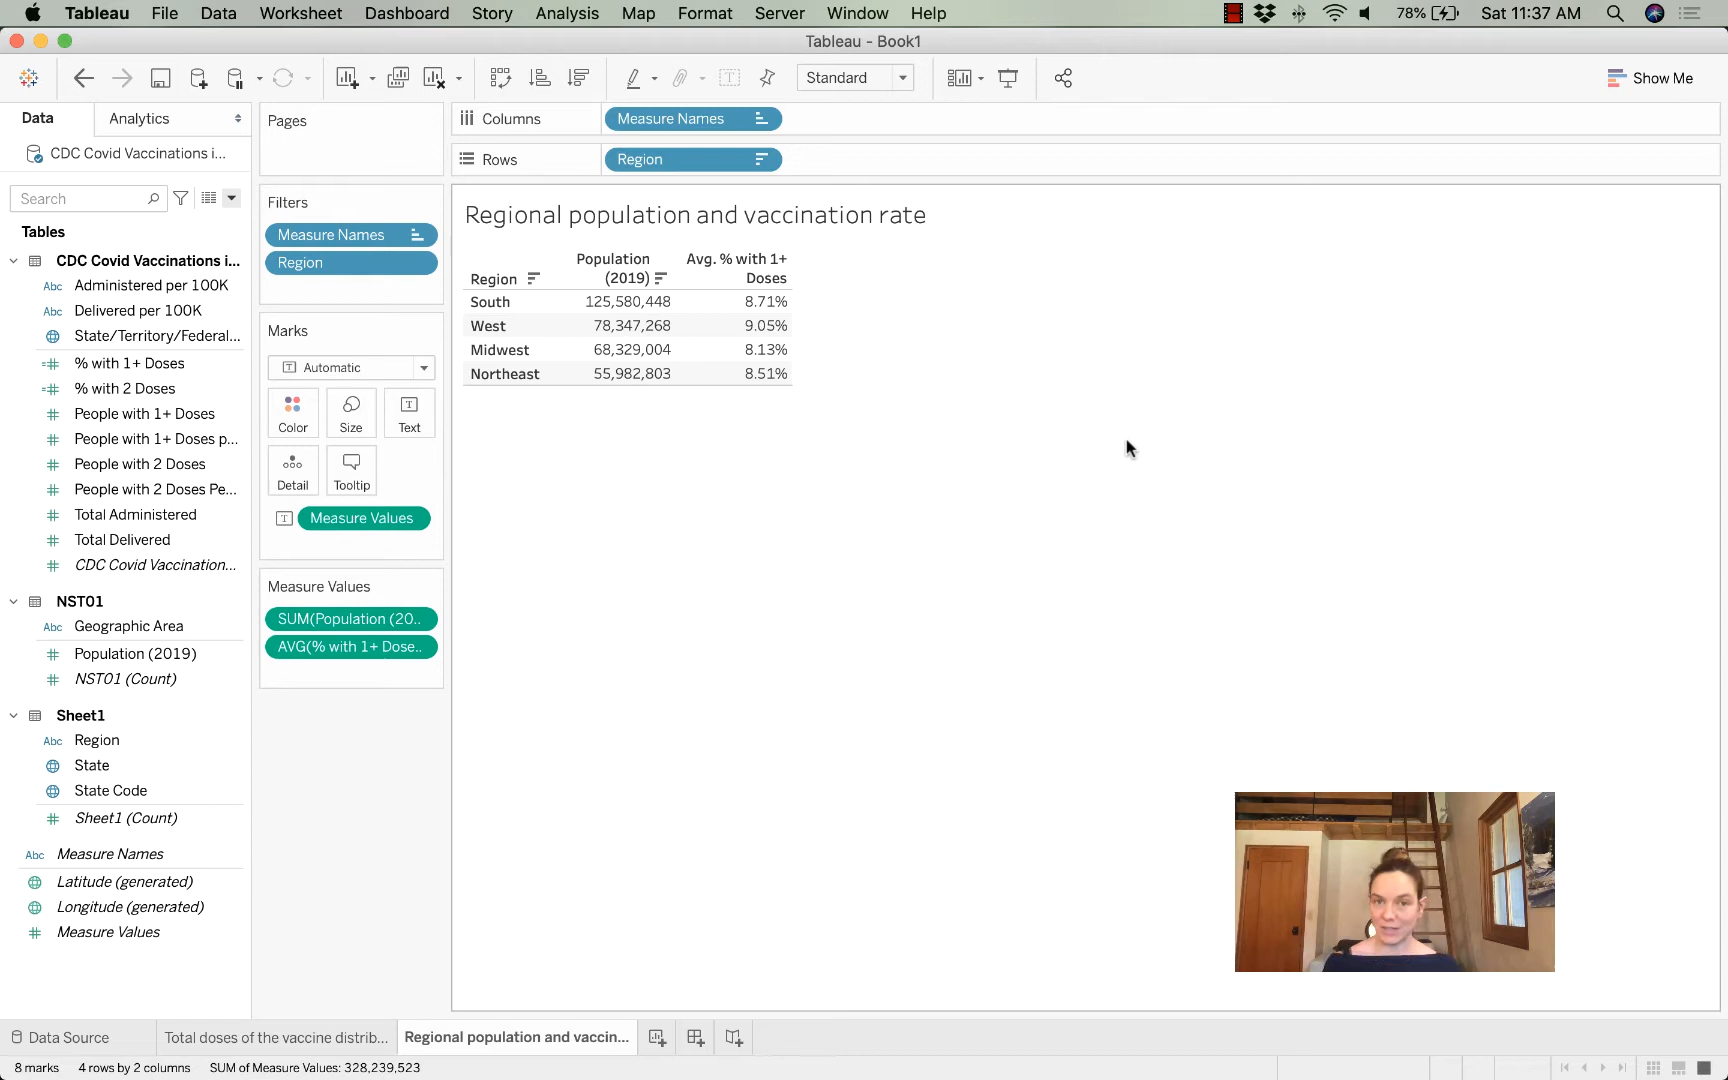 Tableau File Data Worksheet Dashboard Story Analysis Map Format Server Window Help 78% Sat 11:37 AM
Tableau - Book1
Standard Show Me
Data Analytics
CDC Covid Vaccinations i...
Search
Tables
CDC Covid Vaccinations i...
Abc Administered per 100K
Abc Delivered per 100K
State/Territory/Federal...
% with 1+ Doses
% with 2 Doses
People with 1+ Doses
People with 1+ Doses p...
People with 2 Doses
People with 2 Doses Pe...
Total Administered
Total Delivered
CDC Covid Vaccination...
NST01
Abc Geographic Area
Population (2019)
NST01 (Count)
Sheet1
Abc Region
State
State Code
Sheet1 (Count)
Abc Measure Names
Latitude (generated)
Longitude (generated)
Measure Values
Pages
Filters
Measure Names
Region
Marks
T Automatic
Color Size Text
Detail Tooltip
T Measure Values
Measure Values
SUM(Population (20..
AVG(% with 1+ Dose..
Columns Measure Names
Rows Region
Regional population and vaccination rate
Population Avg. % with 1+
Region (2019) Doses
South 125,580,448 8.71%
West 78,347,268 9.05%
Midwest 68,329,004 8.13%
Northeast 55,982,803 8.51%
Data Source Total doses of the vaccine distrib... Regional population and vaccin...
8 marks 4 rows by 2 columns SUM of Measure Values: 328,239,523